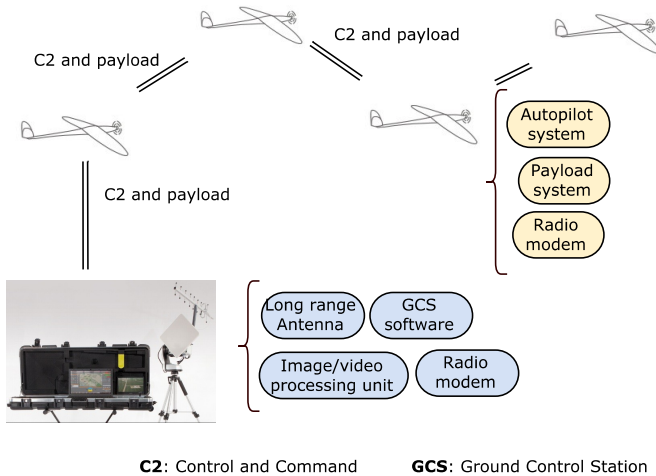 C2 and payload
C2 and payload
C2 and payload
Autopilot
system
Payload
system
Radio
modem
Long range
Antenna
GCS
software
Image/video
processing unit
Radio
modem
C2: Control and Command
GCS: Ground Control Station